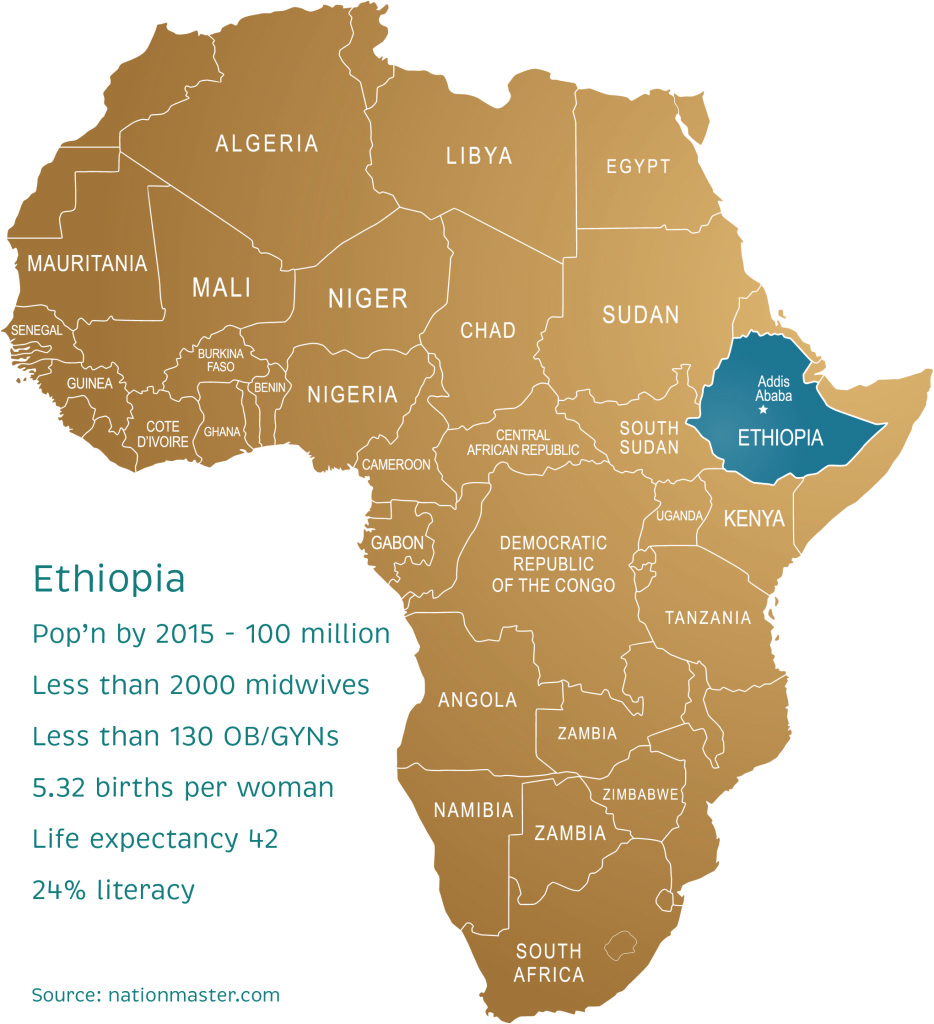 ALGERIA
LIBYA
EGYPT
MAURITANIA
MALI
NIGER
CHAD
SUDAN
SENEGAL
BURKINA
FASO
GUINEA
BENIN
NIGERIA
COTE
D'IVOIRE
GHANA
CAMEROON
CENTRAL
AFRICAN REPUBLIC
SOUTH
SUDAN
Addis
Ababa
ETHIOPIA
UGANDA
KENYA
GABON
DEMOCRATIC
REPUBLIC
OF THE CONGO
TANZANIA
ANGOLA
ZAMBIA
NAMIBIA
ZIMBABWE
ZAMBIA
SOUTH
AFRICA
Ethiopia
Pop'n by 2015 - 100 million
Less than 2000 midwives
Less than 130 OB/GYNs
5.32 births per woman
Life expectancy 42
24% literacy
Source: nationmaster.com